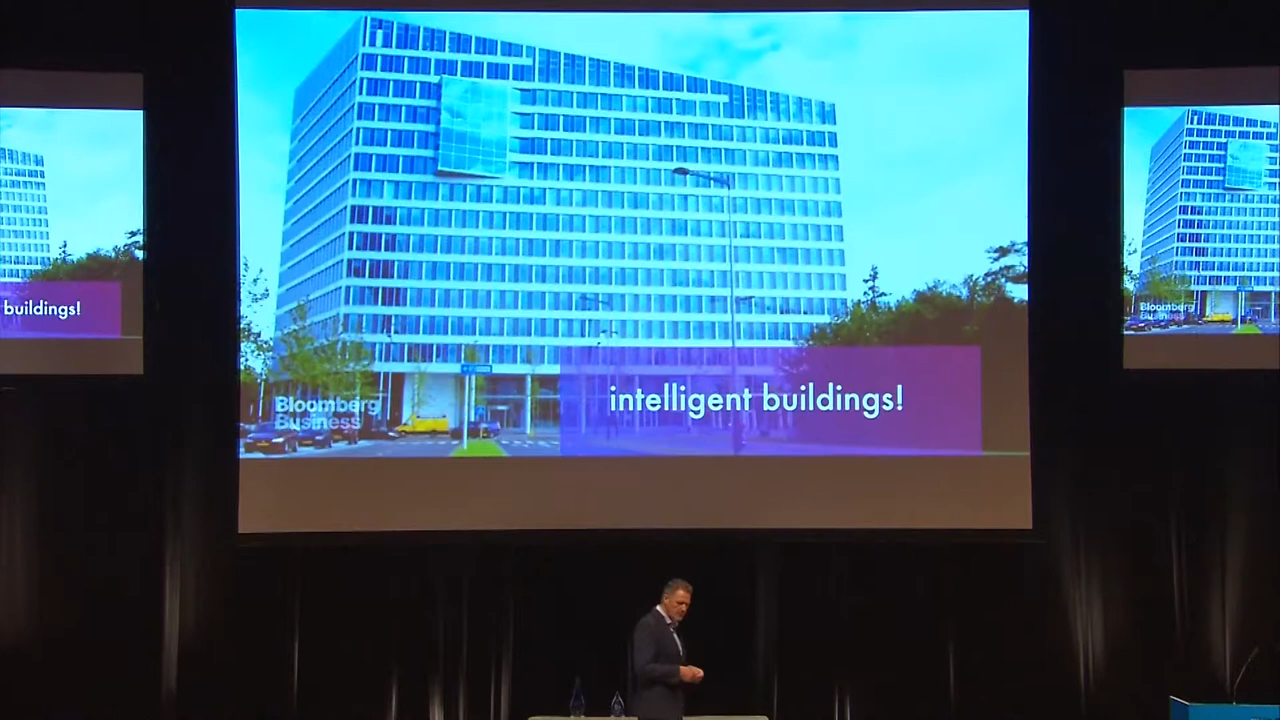 buildings!
Bloomberg
Business
intelligent buildings!
Bloomberg
Business